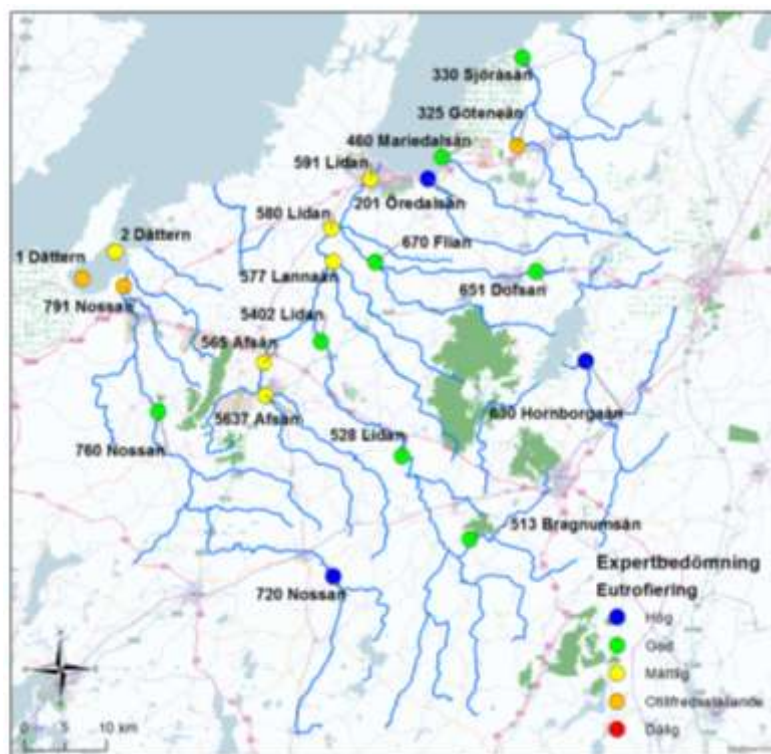 330 Sjöråsån
325 Göteneån
460 Mariedalsån
591 Lidan
201 Öredalsån
580 Lidan
2 Dättern
670 Flian
1 Dättern
577 Lannaån
651 Dofsan
791 Nossan
5402 Lidan
565 Afsån
630 Hornborgaån
5637 Afsån
528 Lidan
760 Nossan
513 Bragnumsån
720 Nossan
Expertbedömning
Eutrofiering
Hög
God
Måttlig
Otillfredsställande
Dålig
0 5 10 km